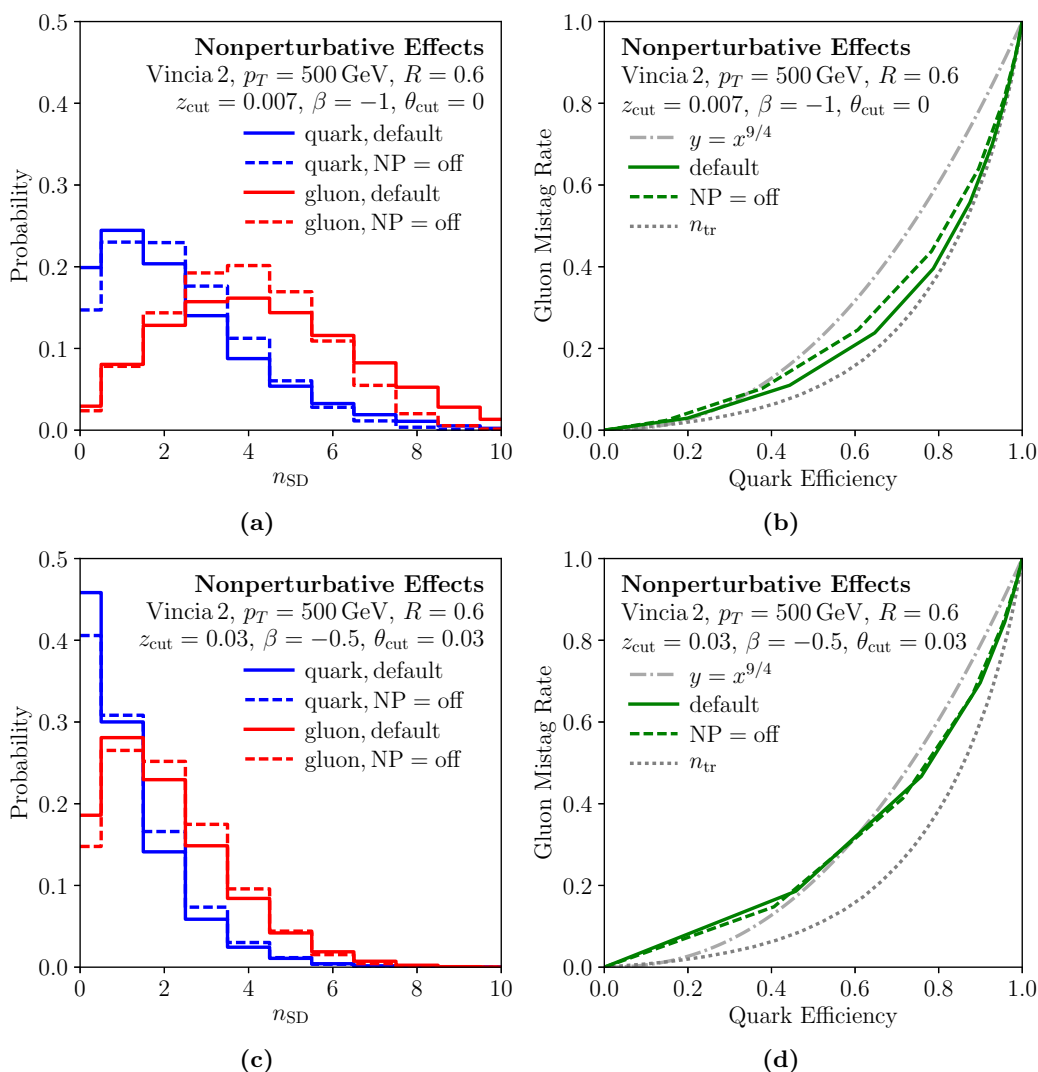 0.5
0.4
0.3
0.2
0.1
0.0
Probability
0
2
4
6
8
10
n_SD
Nonperturbative Effects
Vincia 2, p_T = 500 GeV, R = 0.6
z_cut = 0.007, β = −1, θ_cut = 0
quark, default
quark, NP = off
gluon, default
gluon, NP = off
(a)
1.0
0.8
0.6
0.4
0.2
0.0
Gluon Mistag Rate
0.0
0.2
0.4
0.6
0.8
1.0
Quark Efficiency
Nonperturbative Effects
Vincia 2, p_T = 500 GeV, R = 0.6
z_cut = 0.007, β = −1, θ_cut = 0
y = x^{9/4}
default
NP = off
n_tr
(b)
0.5
0.4
0.3
0.2
0.1
0.0
Probability
0
2
4
6
8
10
n_SD
Nonperturbative Effects
Vincia 2, p_T = 500 GeV, R = 0.6
z_cut = 0.03, β = −0.5, θ_cut = 0.03
quark, default
quark, NP = off
gluon, default
gluon, NP = off
(c)
1.0
0.8
0.6
0.4
0.2
0.0
Gluon Mistag Rate
0.0
0.2
0.4
0.6
0.8
1.0
Quark Efficiency
Nonperturbative Effects
Vincia 2, p_T = 500 GeV, R = 0.6
z_cut = 0.03, β = −0.5, θ_cut = 0.03
y = x^{9/4}
default
NP = off
n_tr
(d)